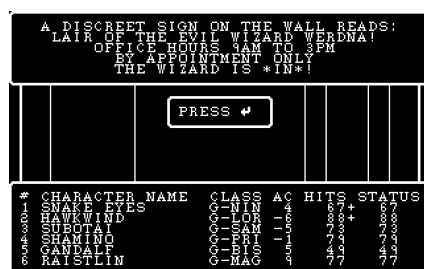 A DISCREET SIGN ON THE WALL READS:
LAIR OF THE EVIL WIZARD WERDNA!
OFFICE HOURS 9AM TO 3PM
BY APPOINTMENT ONLY
THE WIZARD IS *IN*!
PRESS ↵
# CHARACTER NAME CLASS AC HITS STATUS
1 SNAKE EYES G-NIN -4 67+ 67
2 HAWKWIND G-LOR -6 88+ 88
3 SUBOTAI G-SAM -5 73 73
4 SHAMINO G-PRI -1 79 79
5 GANDALF G-BIS 5 49 49
6 RAISTLIN G-MAG 9 77 77